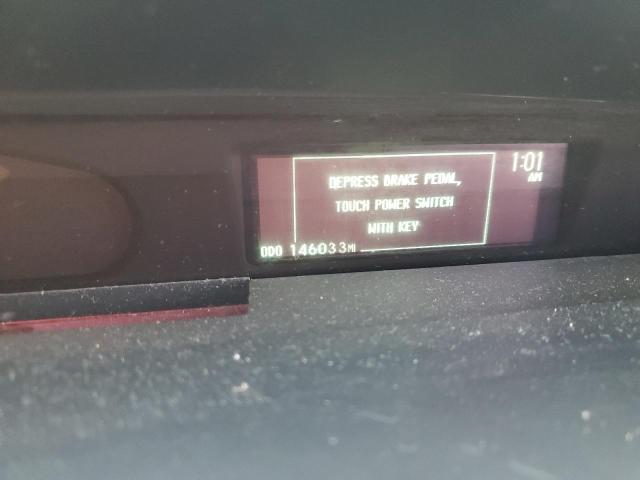 1:01
AM
DEPRESS BRAKE PEDAL,
TOUCH POWER SWITCH
WITH KEY
ODO 146033MI